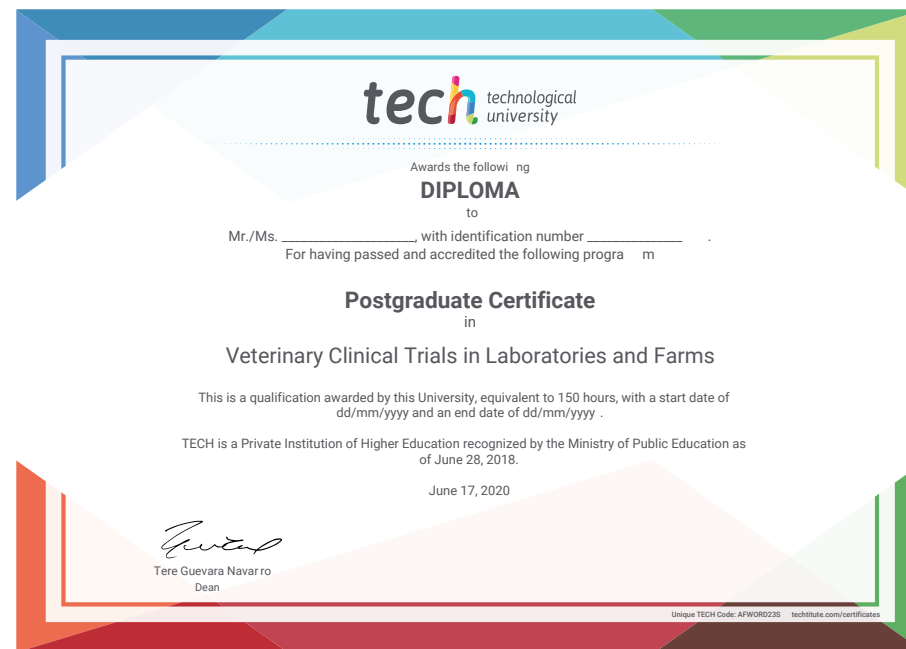 tech technological
university
Awards the followi ng
DIPLOMA
to
Mr./Ms. ____________________, with identification number ______________ .
For having passed and accredited the following progra m
Postgraduate Certificate
in
Veterinary Clinical Trials in Laboratories and Farms
This is a qualification awarded by this University, equivalent to 150 hours, with a start date of
dd/mm/yyyy and an end date of dd/mm/yyyy .
TECH is a Private Institution of Higher Education recognized by the Ministry of Public Education as
of June 28, 2018.
June 17, 2020
Tere Guevara Navar ro
Dean
Unique TECH Code: AFWORD23S techtitute.com/certificates